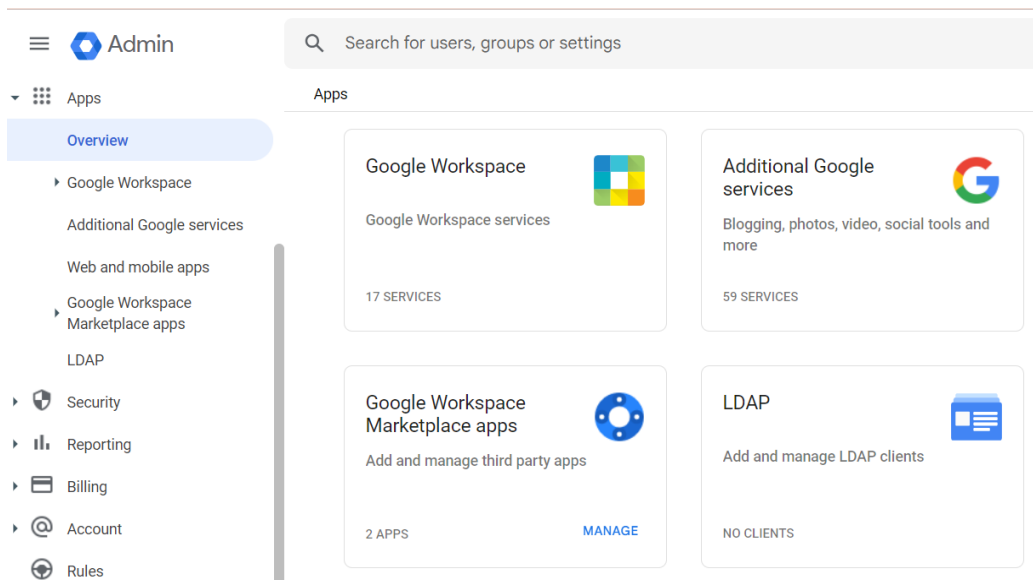 Admin
Search for users, groups or settings
Apps
Overview
Google Workspace
Additional Google services
Web and mobile apps
Google Workspace
Marketplace apps
LDAP
Security
Reporting
Billing
Account
Rules
Apps
Google Workspace
Google Workspace services
17 SERVICES
Additional Google
services
Blogging, photos, video, social tools and
more
59 SERVICES
Google Workspace
Marketplace apps
Add and manage third party apps
2 APPS
MANAGE
LDAP
Add and manage LDAP clients
NO CLIENTS